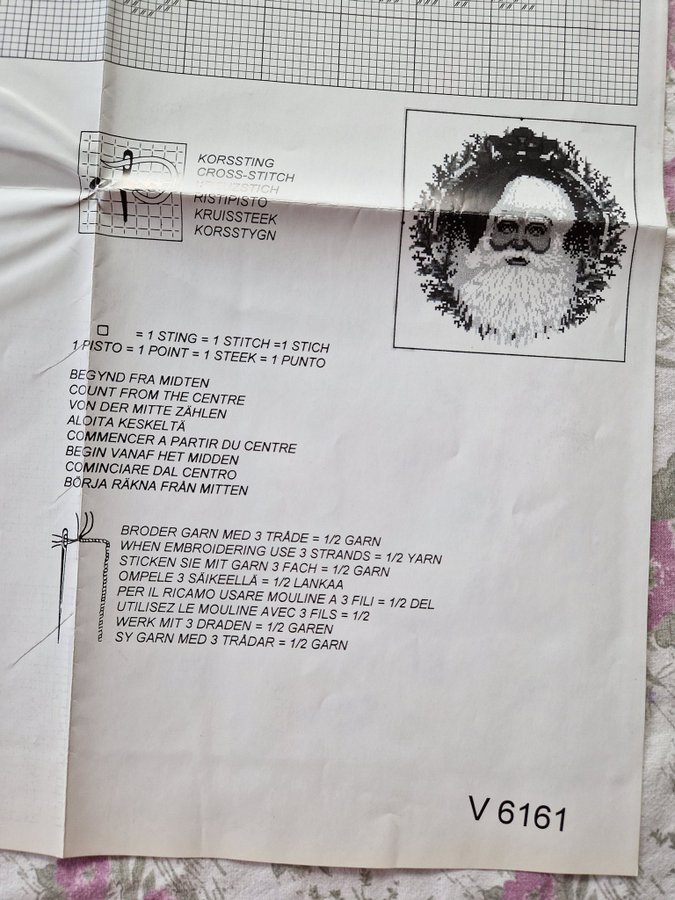 KORSSTING
CROSS-STITCH
KREUZSTICH
RISTIPISTO
KRUISSTEEK
KORSSTYGN
= 1 STING = 1 STITCH =1 STICH
1 PISTO = 1 POINT = 1 STEEK = 1 PUNTO
BEGYND FRA MIDTEN
COUNT FROM THE CENTRE
VON DER MITTE ZÄHLEN
ALOITA KESKELTÄ
COMMENCER A PARTIR DU CENTRE
BEGIN VANAF HET MIDDEN
COMINCIARE DAL CENTRO
BÖRJA RÄKNA FRÅN MITTEN
BRODER GARN MED 3 TRÅDE = 1/2 GARN
WHEN EMBROIDERING USE 3 STRANDS = 1/2 YARN
STICKEN SIE MIT GARN 3 FACH = 1/2 GARN
OMPELE 3 SÄIKEELLÄ = 1/2 LANKAA
PER IL RICAMO USARE MOULINE A 3 FILI = 1/2 DEL
UTILISEZ LE MOULINE AVEC 3 FILS = 1/2
WERK MIT 3 DRADEN = 1/2 GAREN
SY GARN MED 3 TRÅDAR = 1/2 GARN
V 6161